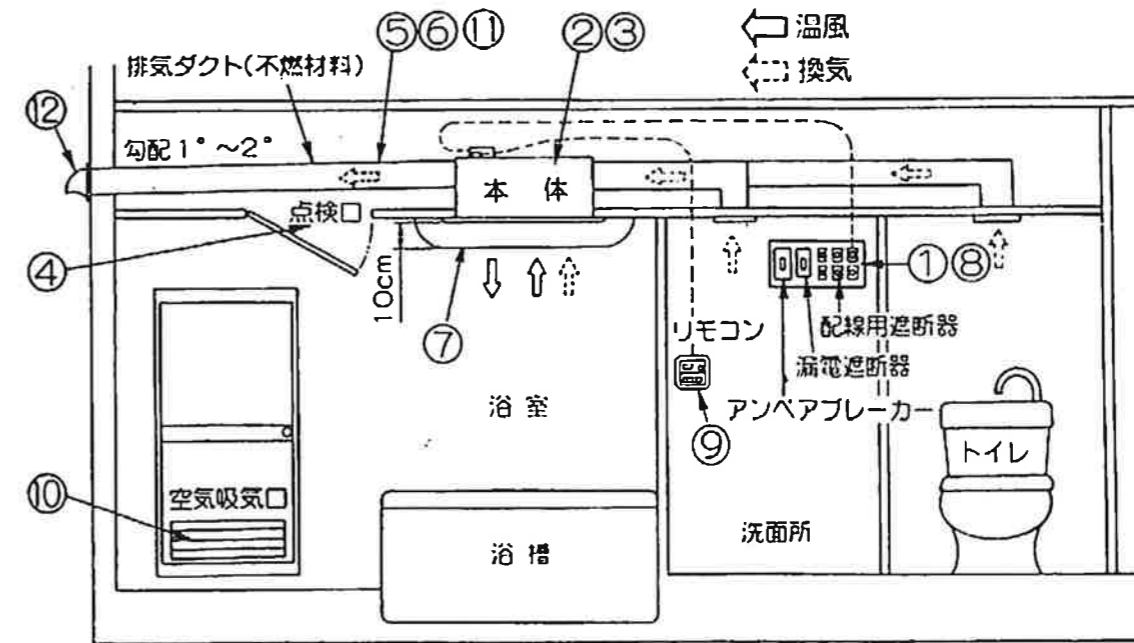 ⑤⑥⑪
②③
温風
換気
排気ダクト(不燃材料)
⑫
勾配1°~2°
本体
点検口
④
10cm
⑦
①⑧
配線用遮断器
漏電遮断器
アンペアブレーカー
リモコン
⑨
浴室
トイレ
⑩
空気吸気口
浴槽
洗面所